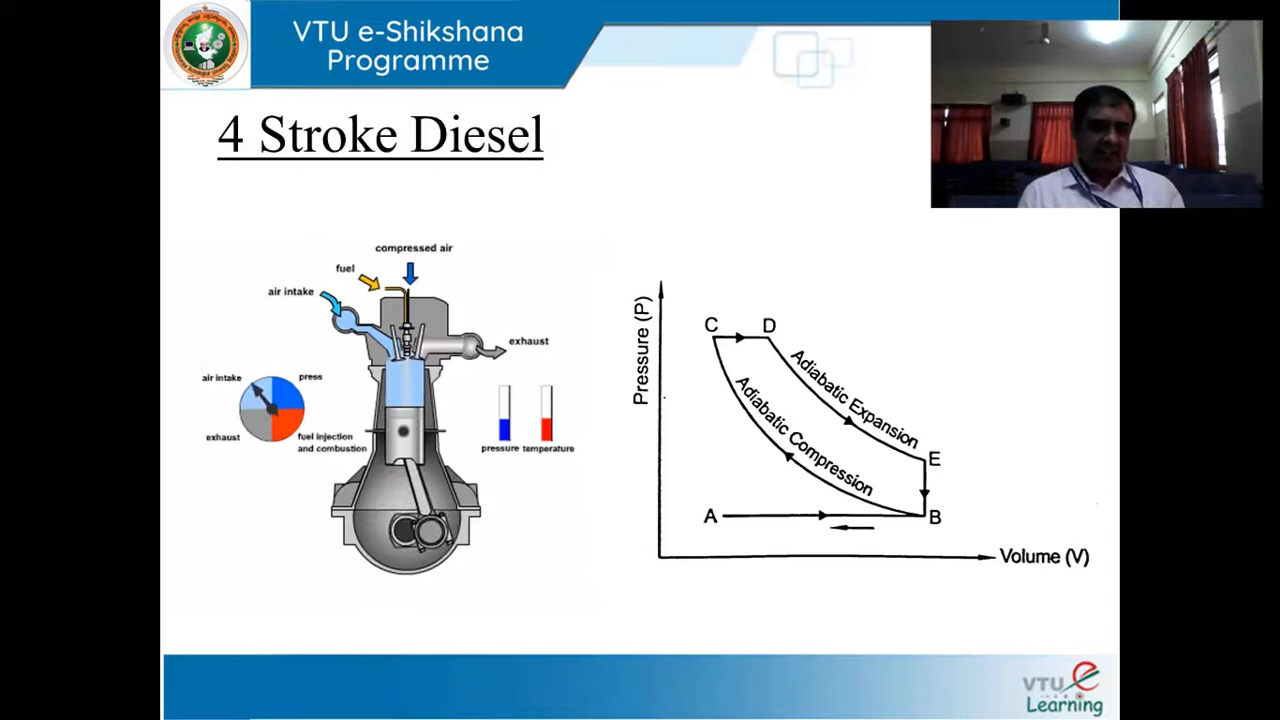 VTU e-Shikshana
Programme
4 Stroke Diesel
compressed air
fuel
air intake
exhaust
air intake
press
exhaust
fuel injection
and combustion
pressure
temperature
Pressure (P)
C
D
Adiabatic Expansion
Adiabatic Compression
E
A
B
Volume (V)
VTU e
Learning